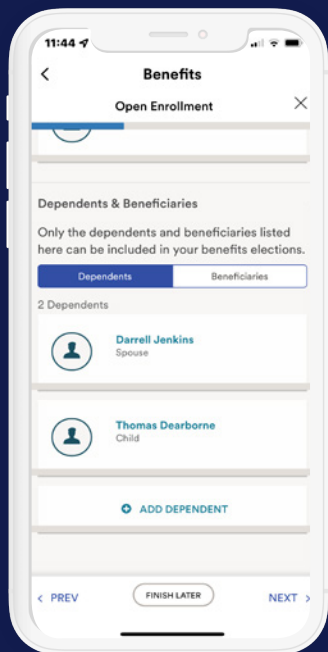 11:44
Benefits
Open Enrollment
Dependents & Beneficiaries
Only the dependents and beneficiaries listed
here can be included in your benefits elections.
Dependents Beneficiaries
2 Dependents
Darrell Jenkins
Spouse
Thomas Dearborne
Child
ADD DEPENDENT
PREV FINISH LATER NEXT